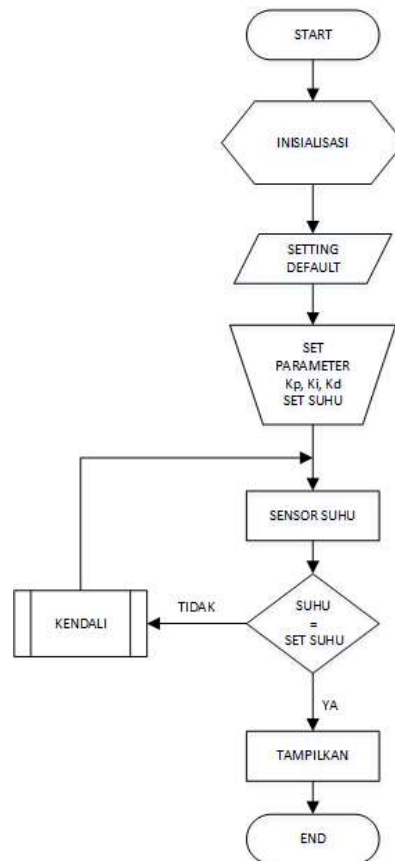 START
INISIALISASI
SETTING
DEFAULT
SET
PARAMETER
Kp, Ki, Kd
SET SUHU
SENSOR SUHU
SUHU
=
SET SUHU
TIDAK
KENDALI
YA
TAMPILKAN
END